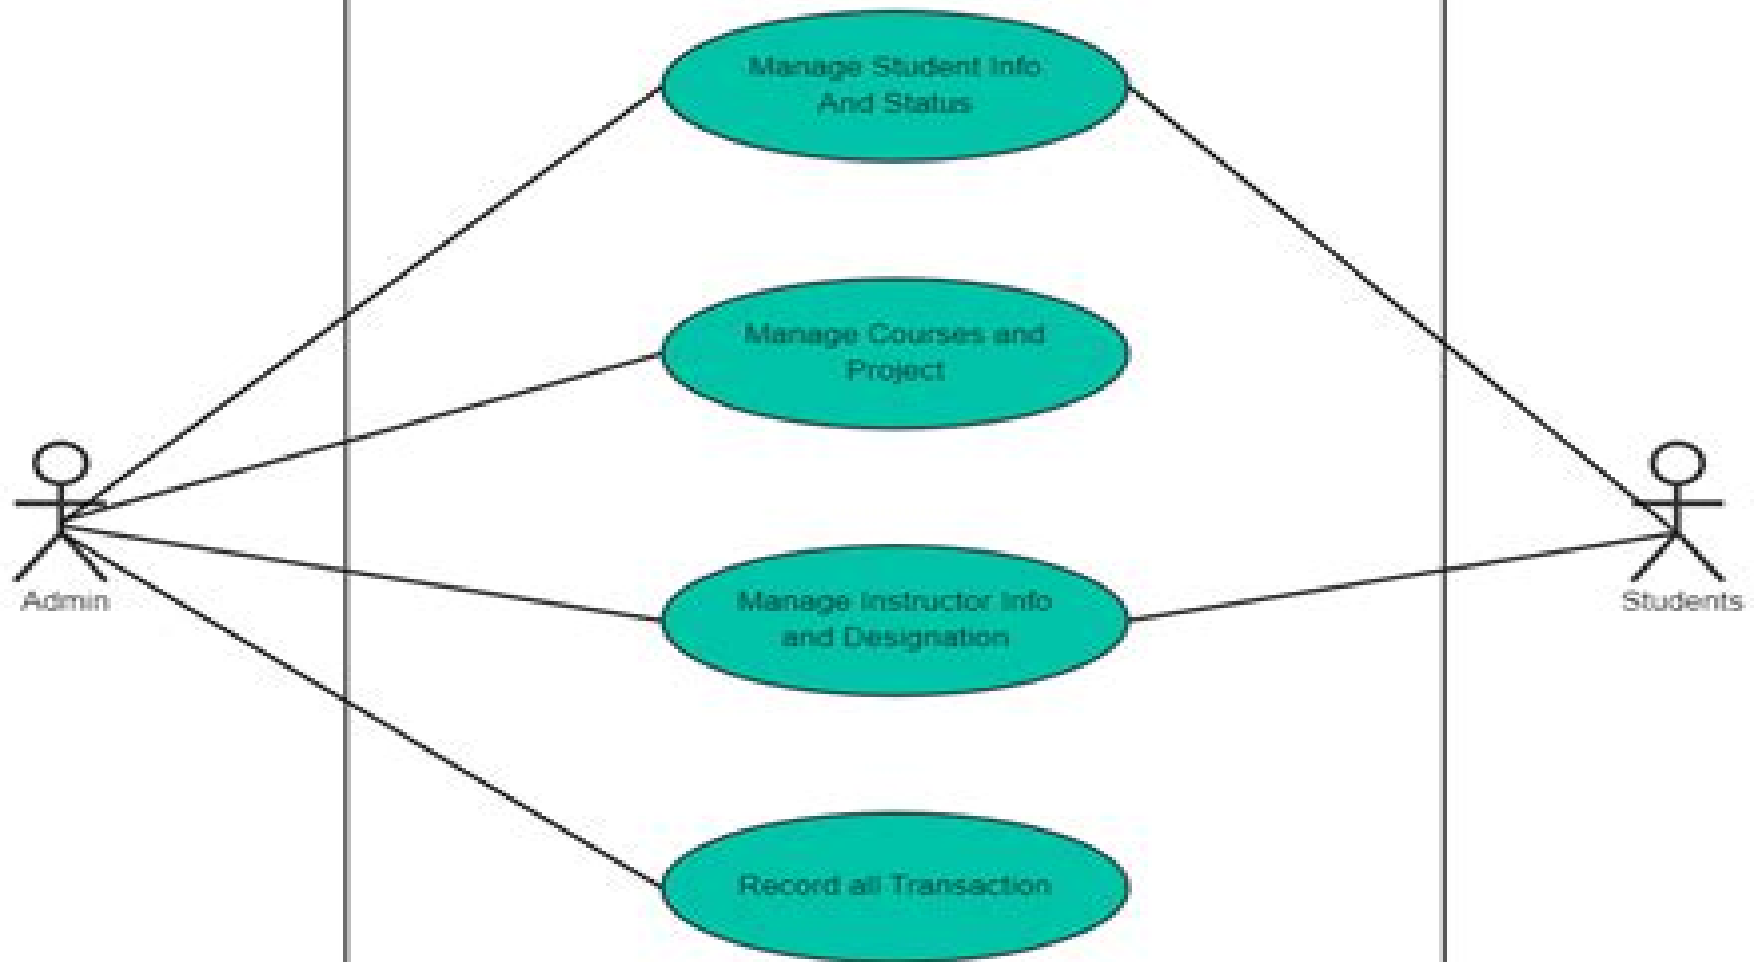 Manage Student Info
And Status
Manage Courses and
Project
Admin
Students
Manage Instructor Info
and Designation
Record all Transaction